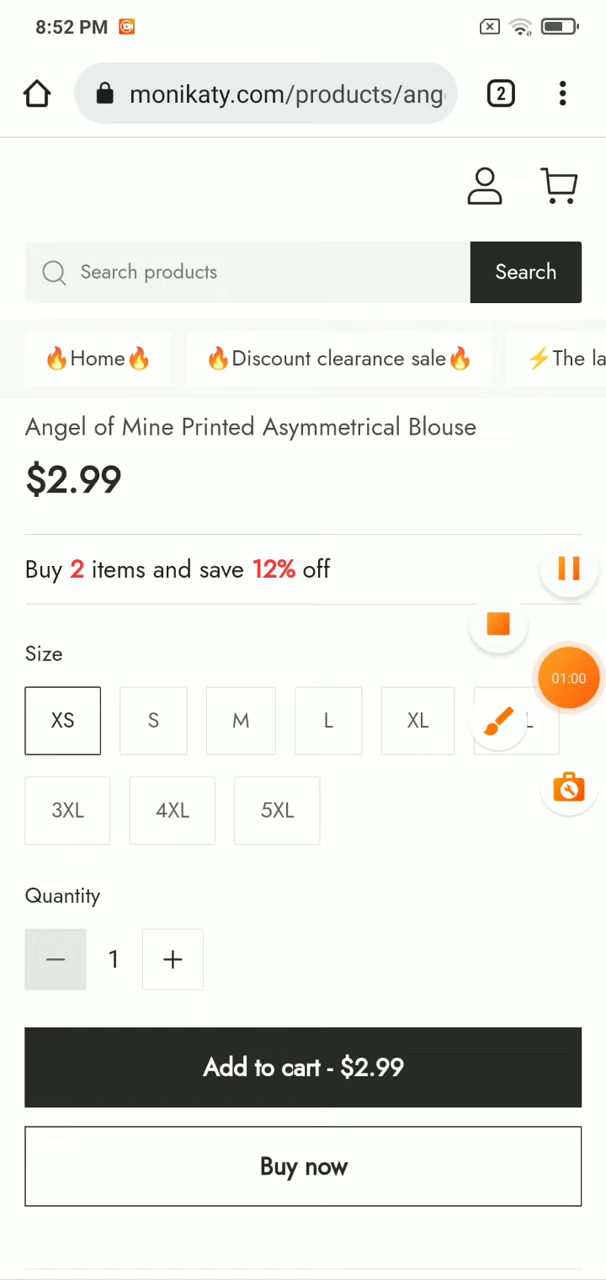 8:52 PM
2
monikaty.com/products/ang
Search products
Search
🔥Home🔥
🔥Discount clearance sale🔥
⚡The la
Angel of Mine Printed Asymmetrical Blouse
$2.99
Buy 2 items and save 12% off
Size
01:00
XS
S
M
L
XL
L
3XL
4XL
5XL
Quantity
1
Add to cart - $2.99
Buy now